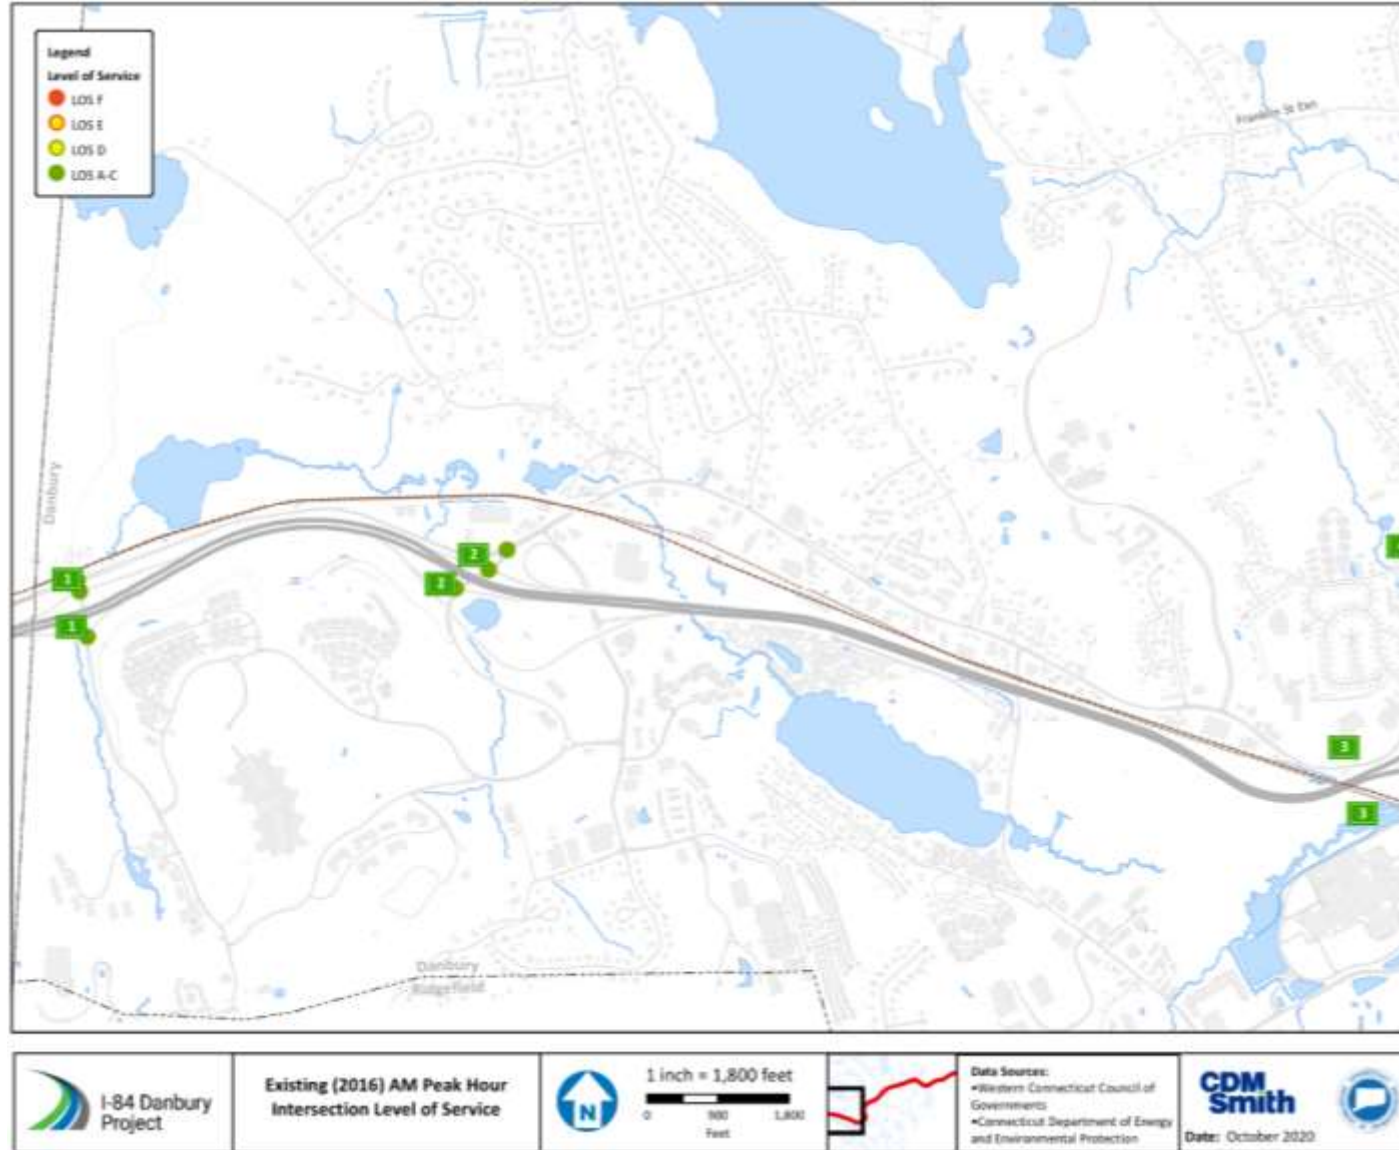 Legend
Level of Service
LOS F
LOS E
LOS D
LOS A-C
Franklin St Extn
Danbury
1
1
2
2
3
3
Danbury
Ridgefield
I-84 Danbury
Project
Existing (2016) AM Peak Hour
Intersection Level of Service
N
1 inch = 1,800 feet
0 900 1,800
Feet
Data Sources:
•Western Connecticut Council of
Governments
•Connecticut Department of Energy
and Environmental Protection
CDM
Smith
Date: October 2020